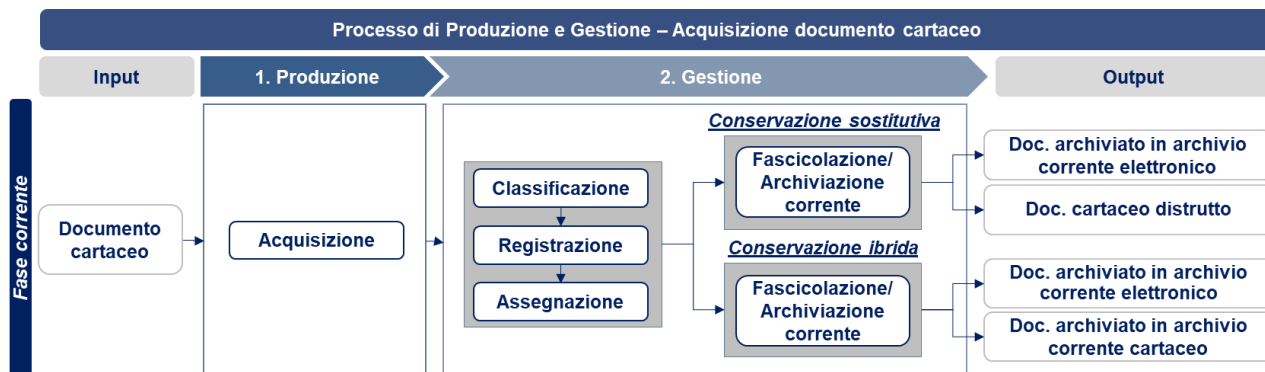 Processo di Produzione e Gestione – Acquisizione documento cartaceo
Input
1. Produzione
2. Gestione
Output
Fase corrente
Documento
cartaceo
Acquisizione
Classificazione
Registrazione
Assegnazione
Conservazione sostitutiva
Fascicolazione/
Archiviazione
corrente
Conservazione ibrida
Fascicolazione/
Archiviazione
corrente
Doc. archiviato in archivio
corrente elettronico
Doc. cartaceo distrutto
Doc. archiviato in archivio
corrente elettronico
Doc. archiviato in archivio
corrente cartaceo